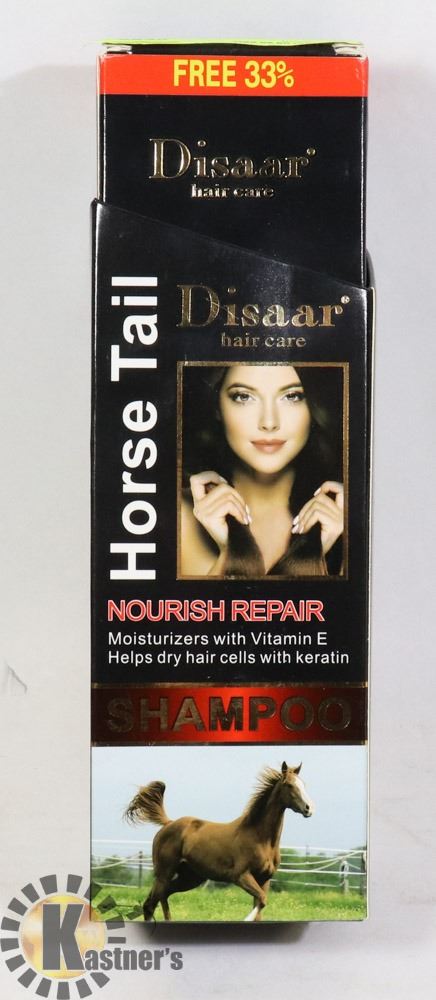 FREE 33%
Disaar®
hair care
Horse Tail
Disaar®
hair care
NOURISH REPAIR
Moisturizers with Vitamin E
Helps dry hair cells with keratin
SHAMPOO
Kastner's